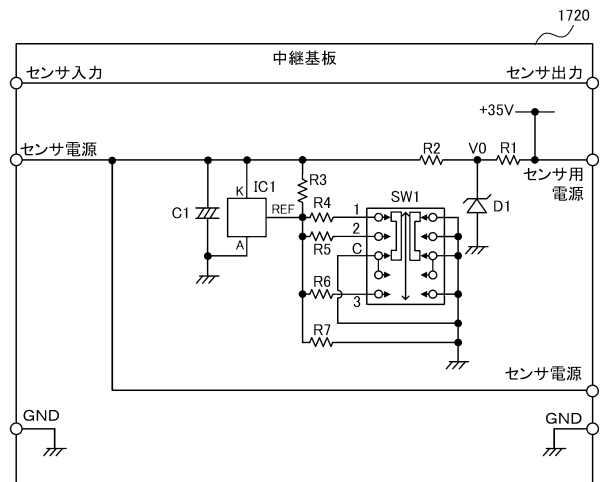 1720
中継基板
センサ入力
センサ出力
+35V
センサ電源
R2
V0
R1
センサ用
電源
K
IC1
R3
SW1
D1
C1
REF
R4
1
A
R5
2
C
R6
3
R7
センサ電源
GND
GND